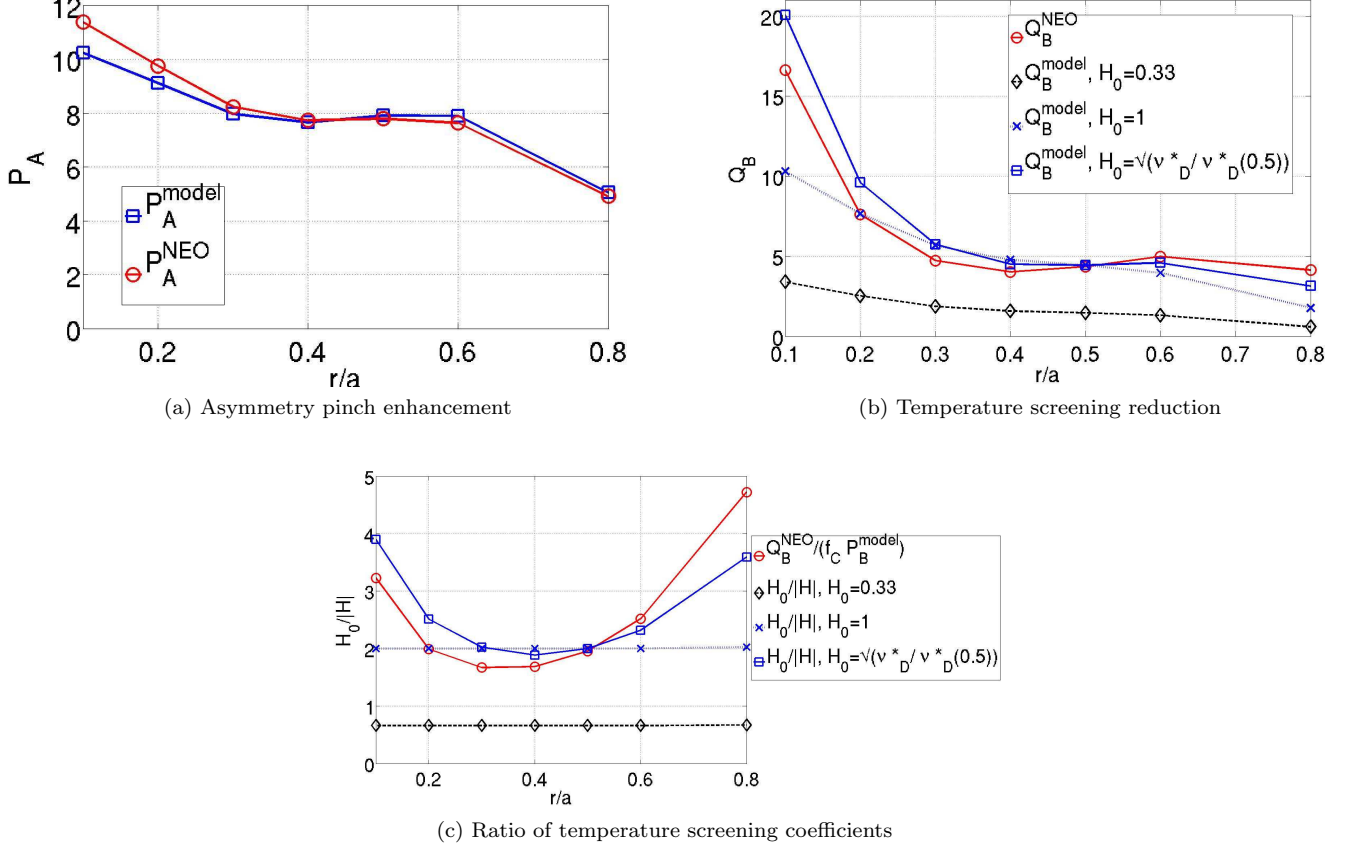 12
10
8
6
4
2
0
P_A
P_A^model
P_A^NEO
0.2 0.4 0.6 0.8
r/a
(a) Asymmetry pinch enhancement
20
15
10
5
0
Q_B
Q_B^NEO
Q_B^model, H_0=0.33
Q_B^model, H_0=1
Q_B^model, H_0=√(ν*_D/ ν*_D(0.5))
0.1 0.2 0.3 0.4 0.5 0.6 0.7 0.8
r/a
(b) Temperature screening reduction
5
4
3
2
1
0
H_0/|H|
Q_B^NEO/(f_C P_B^model)
H_0/|H|, H_0=0.33
H_0/|H|, H_0=1
H_0/|H|, H_0=√(ν*_D/ ν*_D(0.5))
0.2 0.4 0.6 0.8
r/a
(c) Ratio of temperature screening coefficients